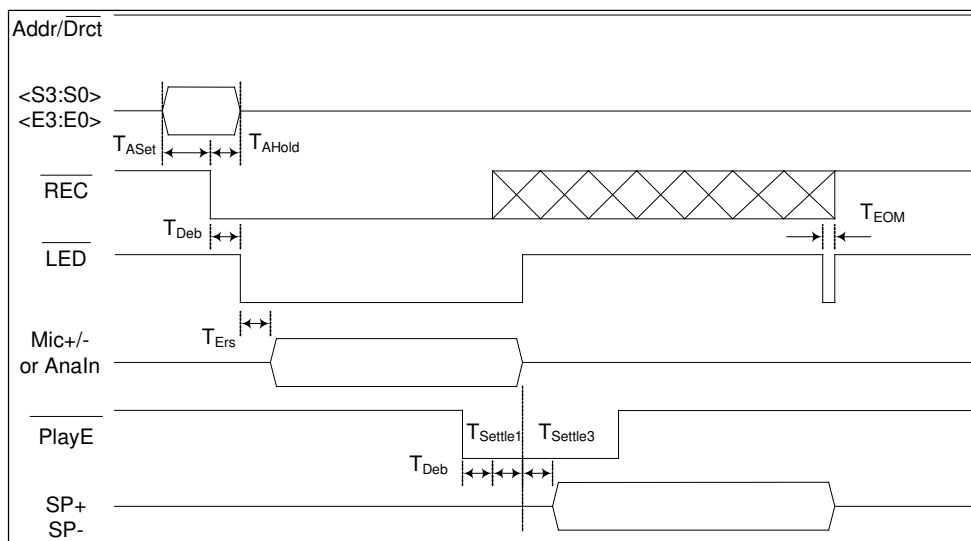 Addr/Drct
<S3:S0>
<E3:E0>
TASet
TAHold
REC
TDeb
TEOM
LED
TErs
Mic+/-
or AnaIn
TSettle1
TSettle3
PlayE
TDeb
SP+
SP-